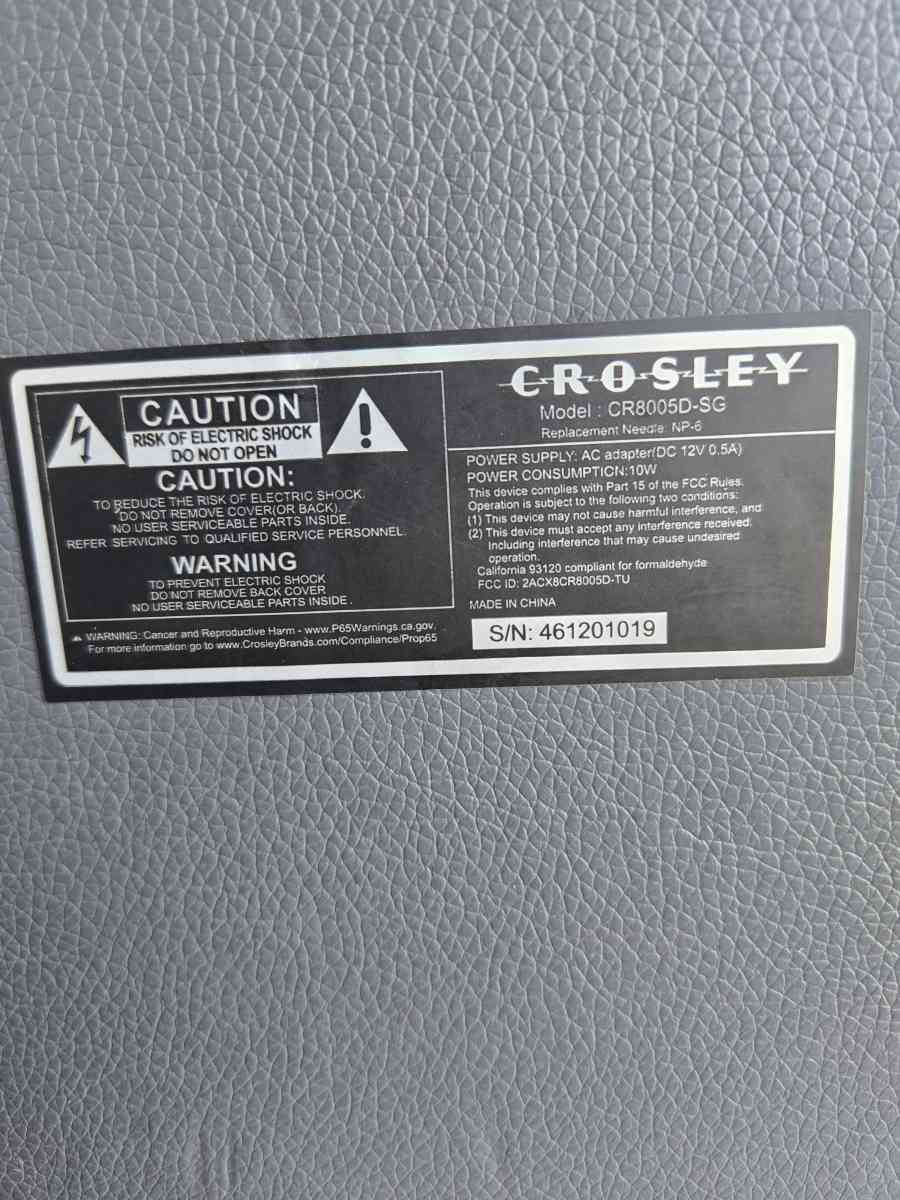 CAUTION
RISK OF ELECTRIC SHOCK
DO NOT OPEN
CAUTION:
TO REDUCE THE RISK OF ELECTRIC SHOCK.
DO NOT REMOVE COVER(OR BACK).
NO USER SERVICEABLE PARTS INSIDE.
REFER SERVICING TO QUALIFIED SERVICE PERSONNEL.
WARNING
TO PREVENT ELECTRIC SHOCK
DO NOT REMOVE BACK COVER
NO USER SERVICEABLE PARTS INSIDE.
WARNING: Cancer and Reproductive Harm - www.P65Warnings.ca.gov.
For more information go to www.CrosleyBrands.com/Compliance/Prop65
CROSLEY
Model : CR8005D-SG
Replacement Needle: NP-6
POWER SUPPLY: AC adapter(DC 12V 0.5A)
POWER CONSUMPTION:10W
This device complies with Part 15 of the FCC Rules.
Operation is subject to the following two conditions:
(1) This device may not cause harmful interference, and
(2) This device must accept any interference received.
Including interference that may cause undesired
operation.
California 93120 compliant for formaldehyde
FCC ID: 2ACX8CR8005D-TU
MADE IN CHINA
S/N: 461201019